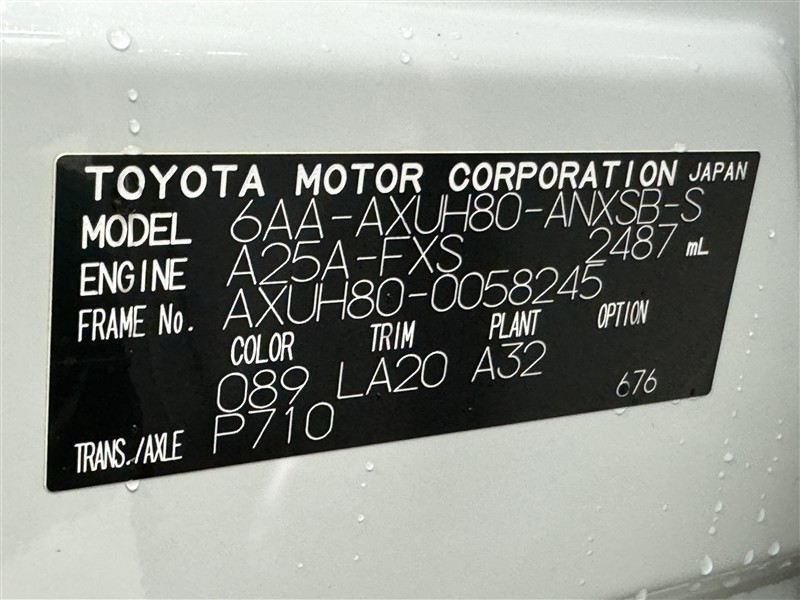 TOYOTA MOTOR CORPORATION JAPAN
MODEL 6AA-AXUH80-ANXSB-S
ENGINE A25A-FXS 2487 mL
FRAME No. AXUH80-0058245
COLOR TRIM PLANT OPTION
089 LA20 A32 676
TRANS./AXLE P710